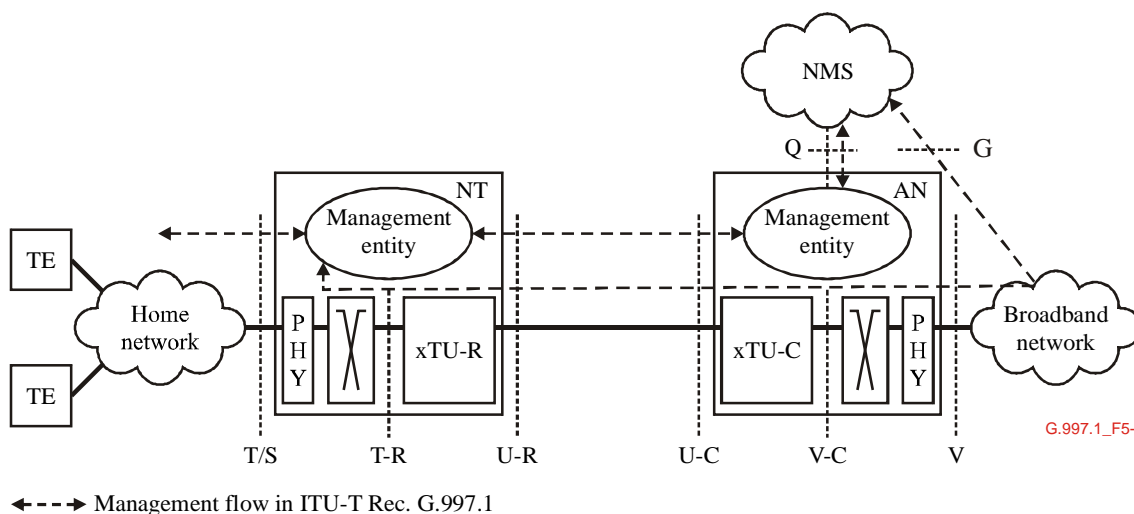 NMS
Q
G
NT
AN
Management
entity
Management
entity
TE
TE
Home
network
P
H
Y
xTU-R
xTU-C
P
H
Y
Broadband
network
G.997.1_F5-
T/S
T-R
U-R
U-C
V-C
V
Management flow in ITU-T Rec. G.997.1